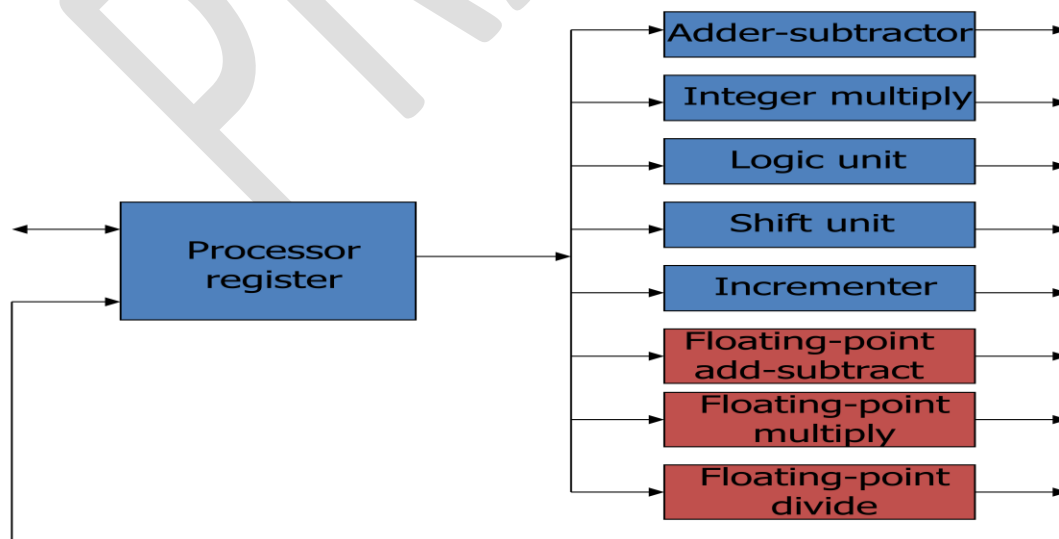 Adder-subtractor
Integer multiply
Logic unit
Shift unit
Processor
register
Incrementer
Floating-point
add-subtract
Floating-point
multiply
Floating-point
divide